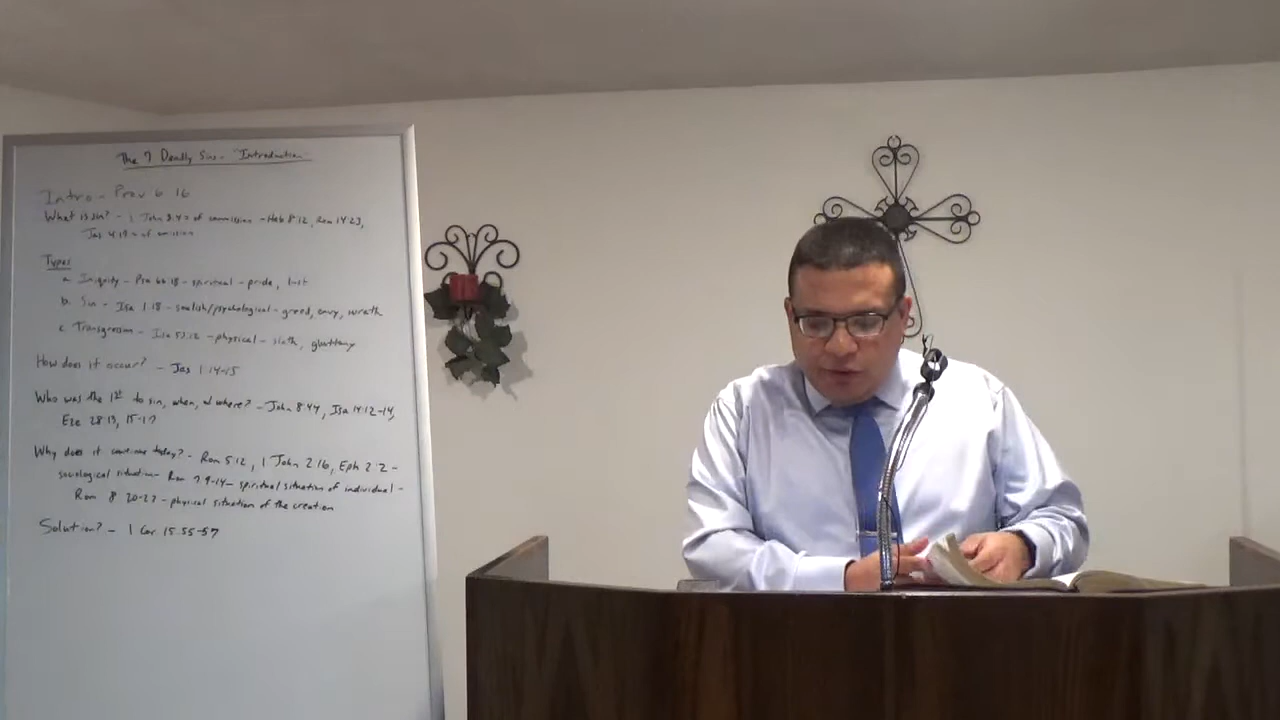 The 7 Deadly Sins - "Introduction"
Intro - Prov 6 16
What is sin? - 1 John 3:4 = of commission - Heb 8:12, Rom 14:23,
Jas 4:17 = of omission
Types
a. Iniquity - Psa 66 18 - spiritual - pride, lust
b. Sin - Isa 1:18 - soulish/psychological - greed, envy, wrath
c. Transgression - Isa 53:12 - physical - sloth, gluttony
How does it occur? - Jas 1:14-15
Who was the 1st to sin, when, where? - John 8:44, Isa 14:12-14,
Eze 28:13, 15-17
Why does it continue today? - Rom 5:12, 1 John 2:16, Eph 2:2 -
sociological situation - Rom 7 9-14 - spiritual situation of individual -
Rom 8 20-23 - physical situation of the creation
Solution? - 1 Cor 15 55-57